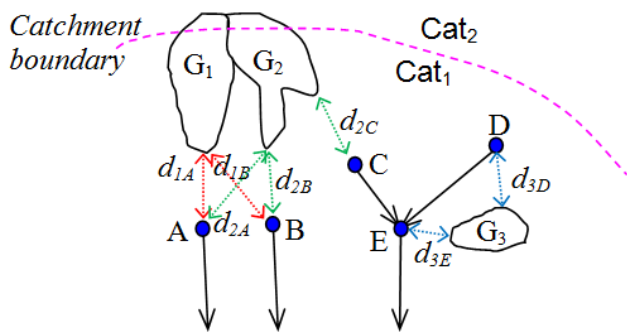 Catchment
boundary
Cat₂
Cat₁
G₁
G₂
d₂C
D
C
d₁A
d₁B
d₂B
d₃D
A
d₂A
B
E
G₃
d₃E